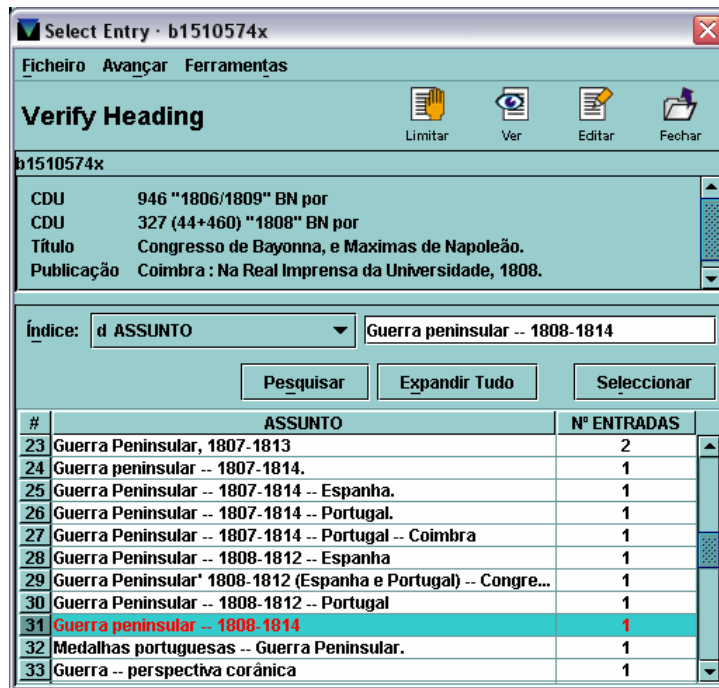 Select Entry · b1510574x
Ficheiro Avançar Ferramentas
Verify Heading
Limitar Ver Editar Fechar
b1510574x
CDU 946 "1806/1809" BN por
CDU 327 (44+460) "1808" BN por
Título Congresso de Bayonna, e Maximas de Napoleão.
Publicação Coimbra : Na Real Imprensa da Universidade, 1808.
Índice: d ASSUNTO Guerra peninsular -- 1808-1814
Pesquisar Expandir Tudo Seleccionar
# ASSUNTO Nº ENTRADAS
23 Guerra Peninsular, 1807-1813 2
24 Guerra peninsular -- 1807-1814. 1
25 Guerra Peninsular -- 1807-1814 -- Espanha. 1
26 Guerra Peninsular -- 1807-1814 -- Portugal. 1
27 Guerra Peninsular -- 1807-1814 -- Portugal -- Coimbra 1
28 Guerra Peninsular -- 1808-1812 -- Espanha 1
29 Guerra Peninsular' 1808-1812 (Espanha e Portugal) -- Congre... 1
30 Guerra Peninsular -- 1808-1812 -- Portugal 1
31 Guerra peninsular -- 1808-1814 1
32 Medalhas portuguesas -- Guerra Peninsular. 1
33 Guerra -- perspectiva corânica 1